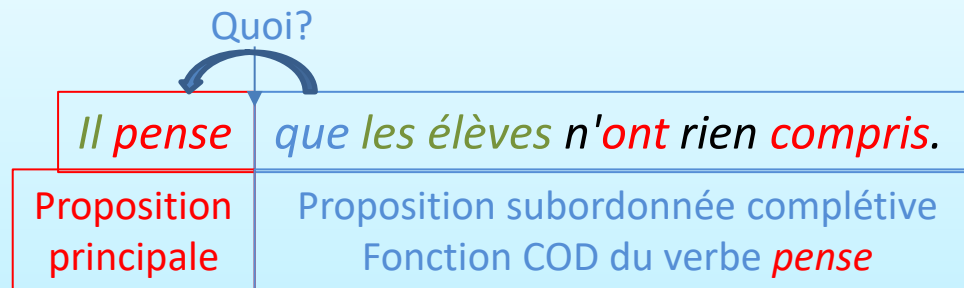 Quoi?
Il pense que les élèves n'ont rien compris.
Proposition principale
Proposition subordonnée complétive
Fonction COD du verbe pense